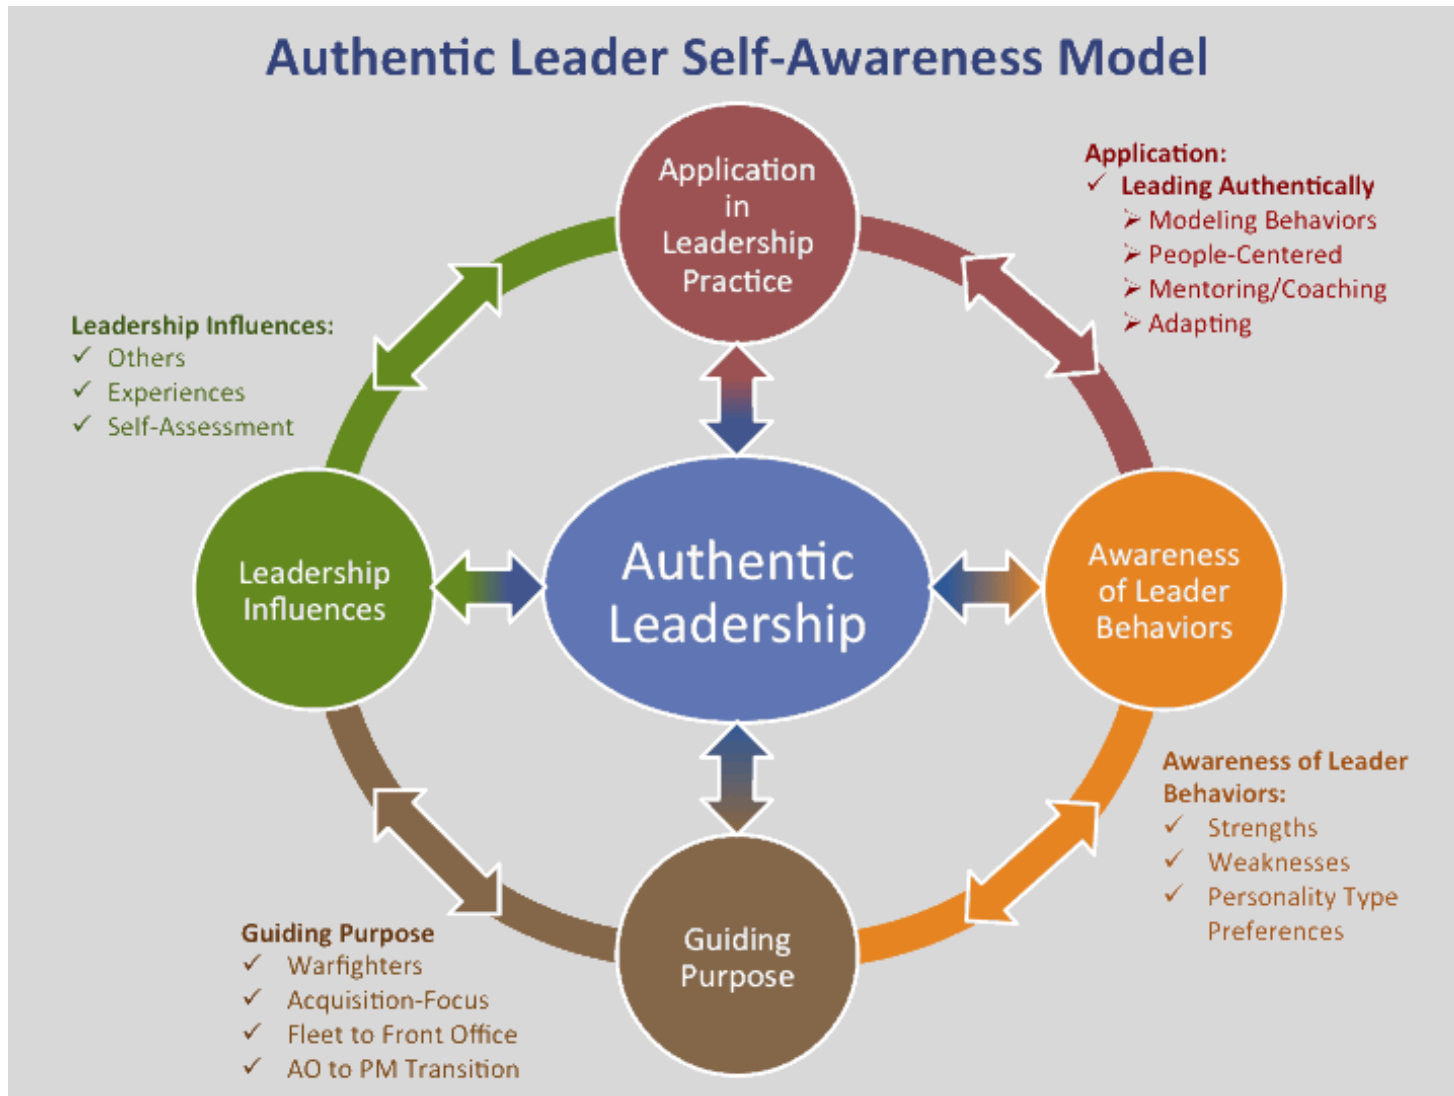 Authentic Leader Self-Awareness Model
Application
in
Leadership
Practice
Application:
✓ Leading Authentically
➢ Modeling Behaviors
➢ People-Centered
➢ Mentoring/Coaching
➢ Adapting
Leadership Influences:
✓ Others
✓ Experiences
✓ Self-Assessment
Leadership
Influences
Authentic
Leadership
Awareness
of Leader
Behaviors
Awareness of Leader
Behaviors:
✓ Strengths
✓ Weaknesses
✓ Personality Type
Preferences
Guiding Purpose
✓ Warfighters
✓ Acquisition-Focus
✓ Fleet to Front Office
✓ AO to PM Transition
Guiding
Purpose